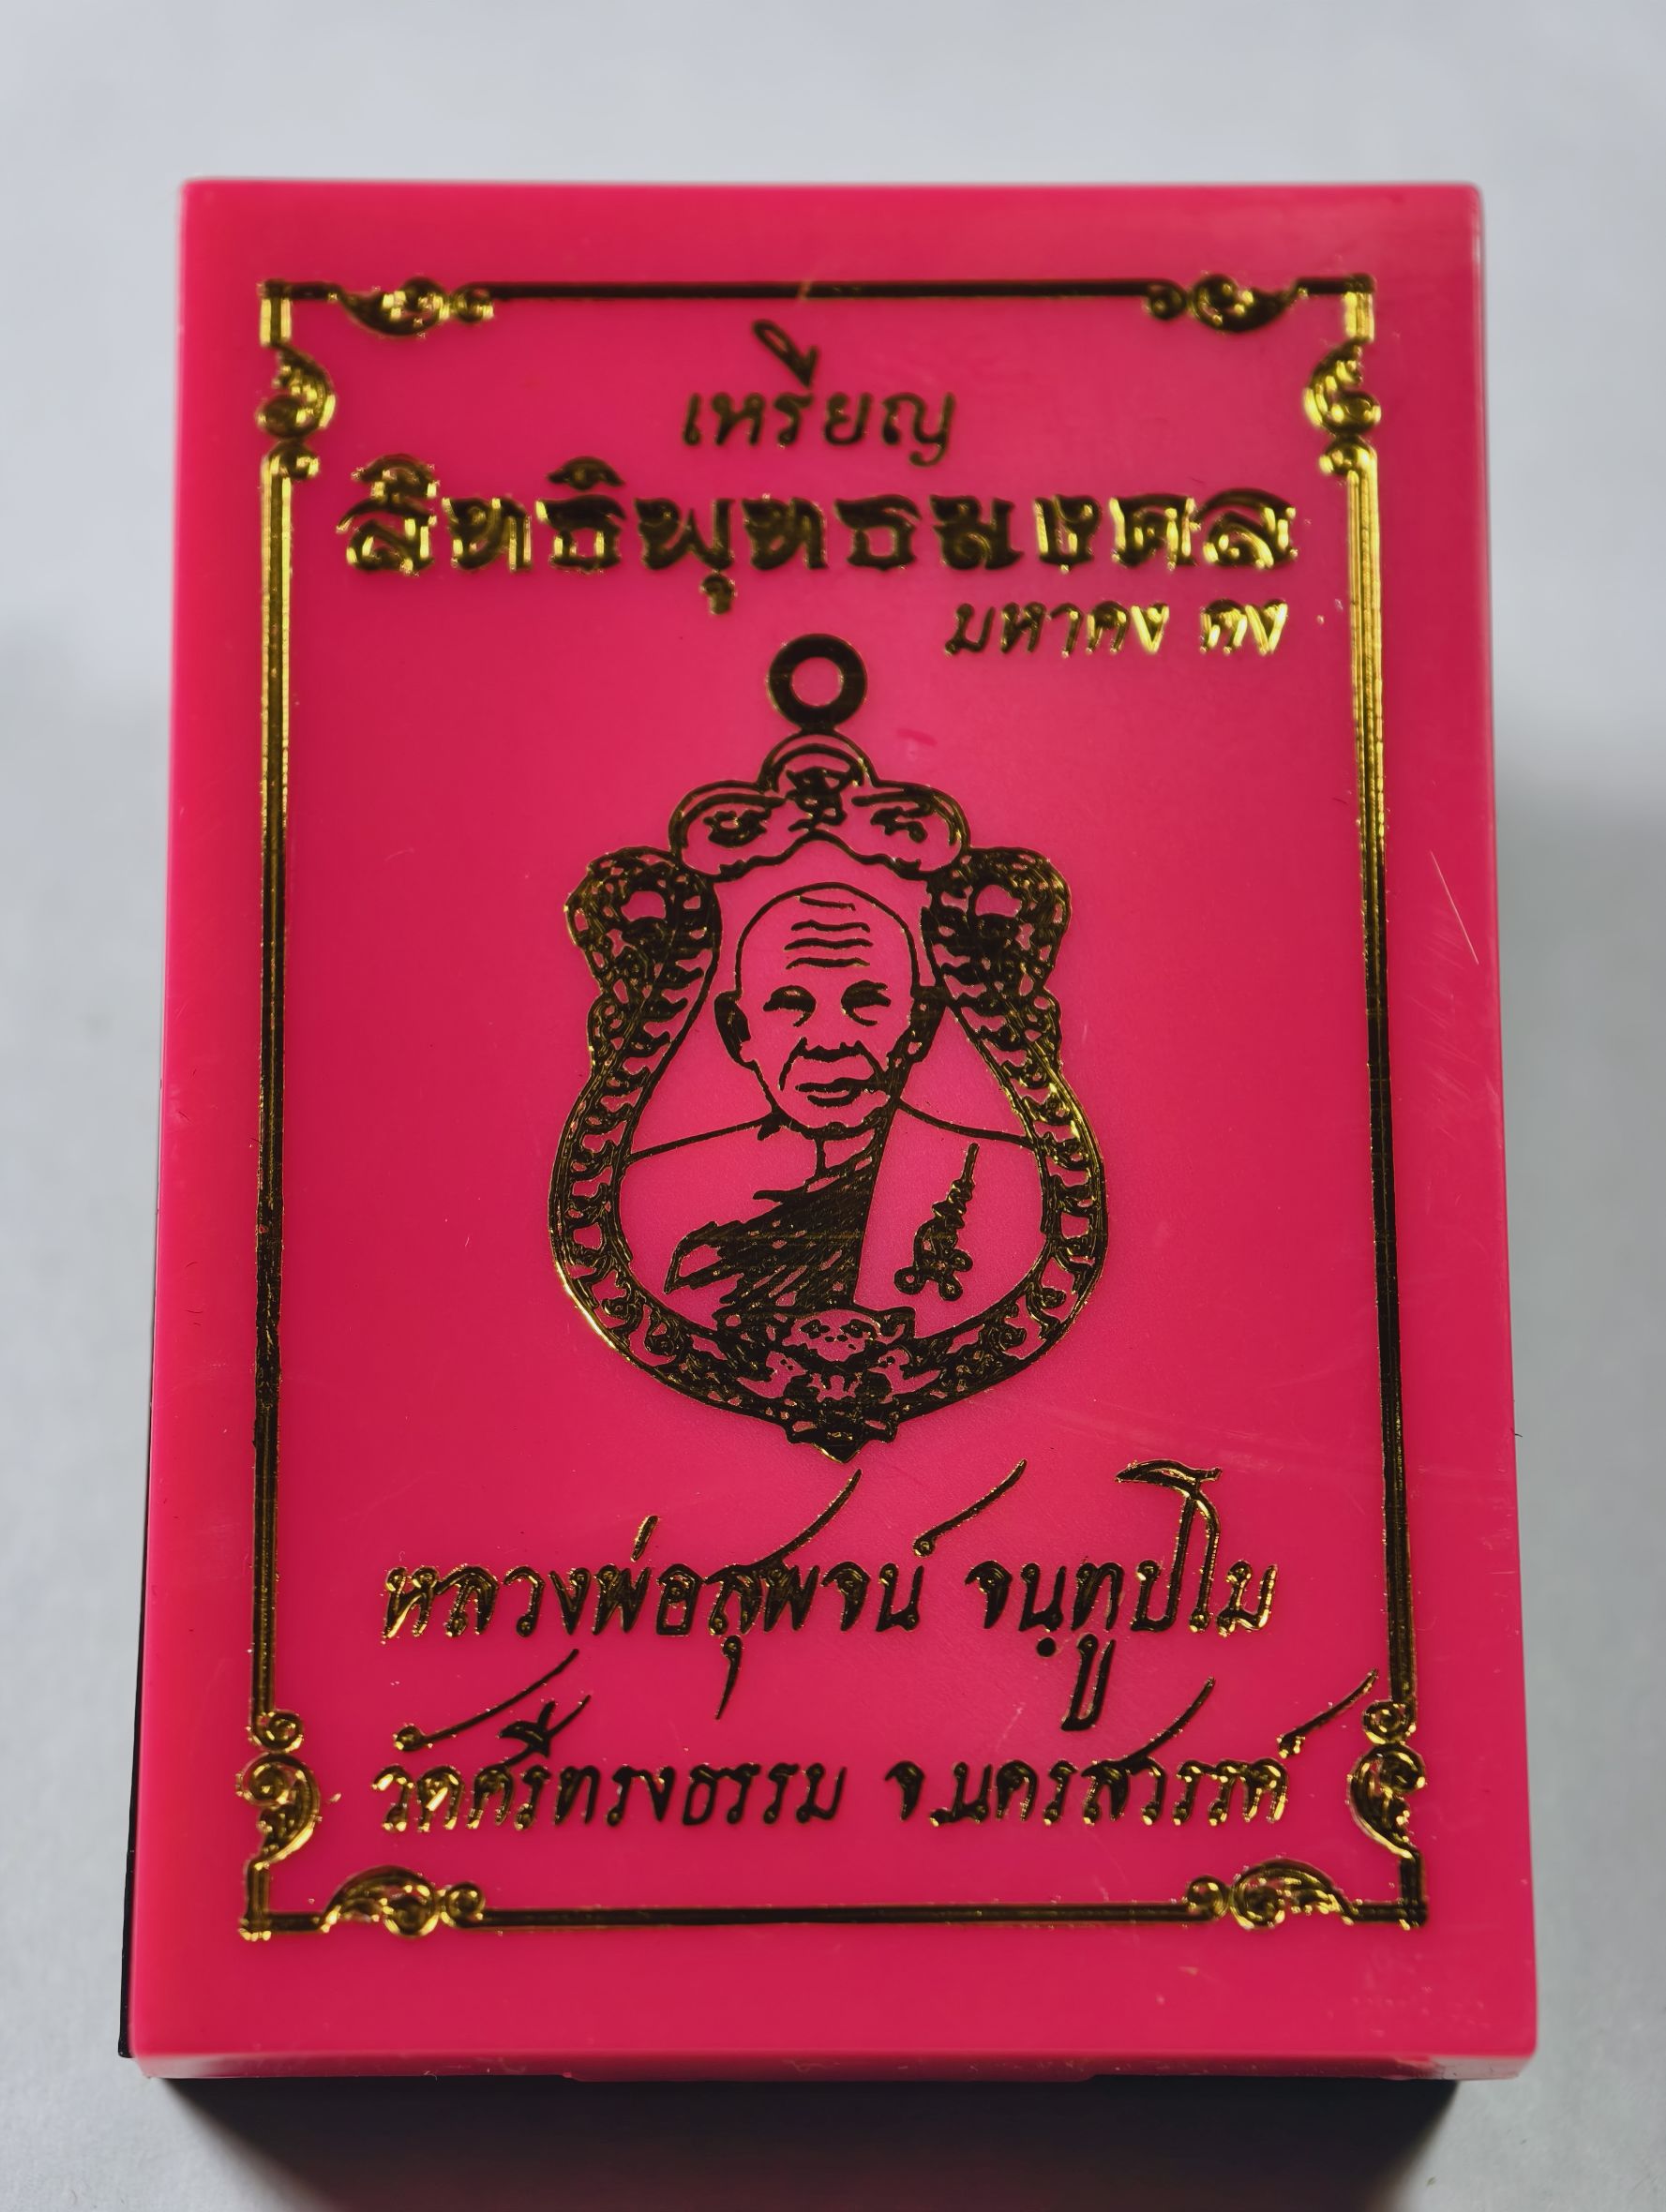 เหรียญ
สิทธิพุทธมงคล
มหาคง คง
หลวงพ่อสุพจน์ จนฺทูปโม
วัดศรีทรงธรรม จ.นครสวรรค์